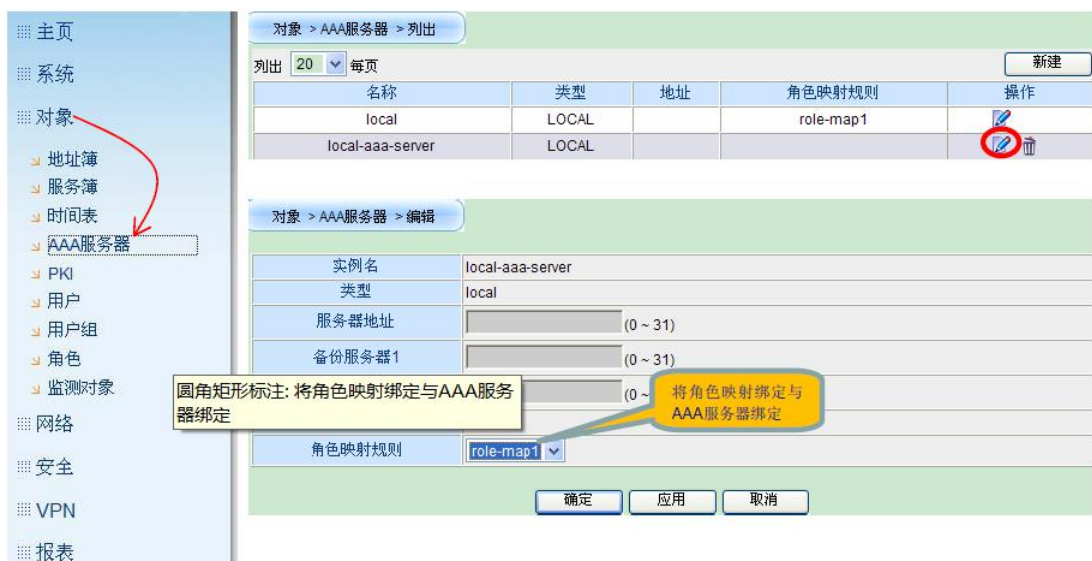 主页
系统
对象
地址簿
服务簿
时间表
AAA服务器
PKI
用户
用户组
角色
监测对象
网络
安全
VPN
报表
对象 > AAA服务器 > 列出
列出 20 每页
新建
名称 类型 地址 角色映射规则 操作
local LOCAL role-map1
local-aaa-server LOCAL
对象 > AAA服务器 > 编辑
实例名 local-aaa-server
类型 local
服务器地址 (0 ~ 31)
备份服务器1 (0 ~ 31)
(0 ~
圆角矩形标注: 将角色映射绑定与AAA服务
器绑定
将角色映射绑定与
AAA服务器绑定
角色映射规则 role-map1
确定 应用 取消